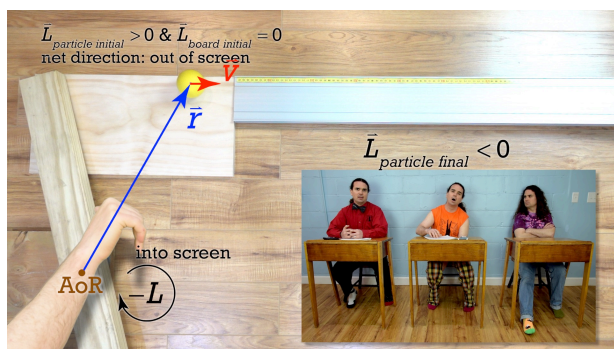 L⃗ particle initial > 0 & L⃗ board initial = 0
net direction: out of screen
v⃗
r⃗
L⃗ particle final < 0
into screen
AoR
-L